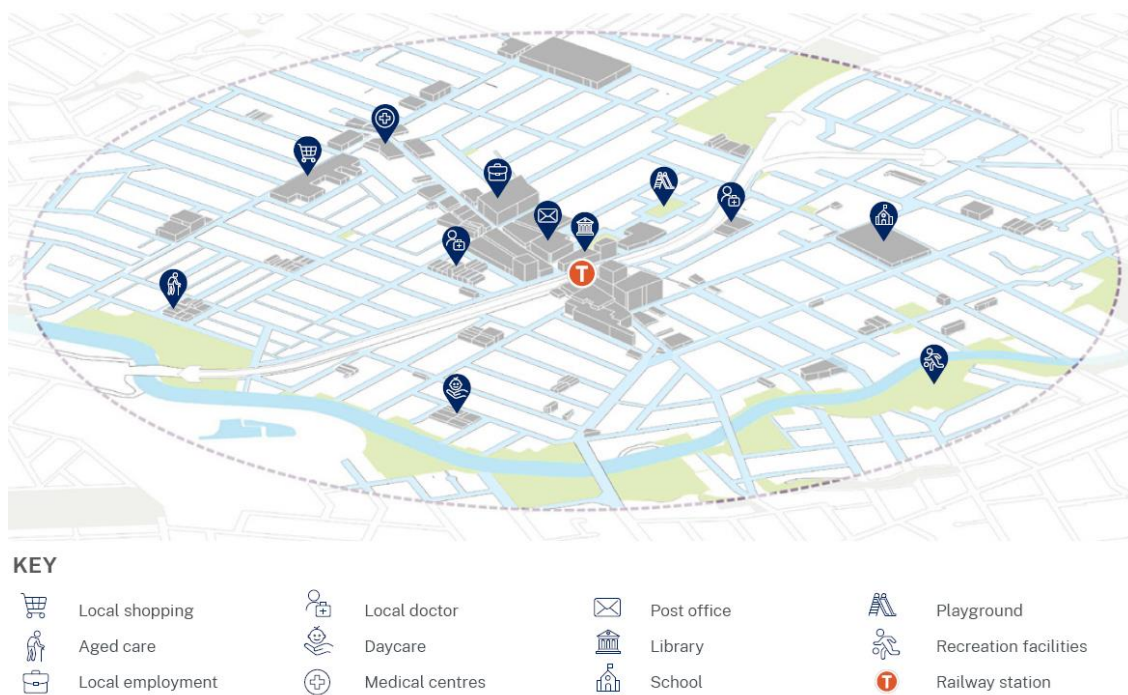 T
KEY
Local shopping
Local doctor
Post office
Playground
Aged care
Daycare
Library
Recreation facilities
Local employment
Medical centres
School
T
Railway station